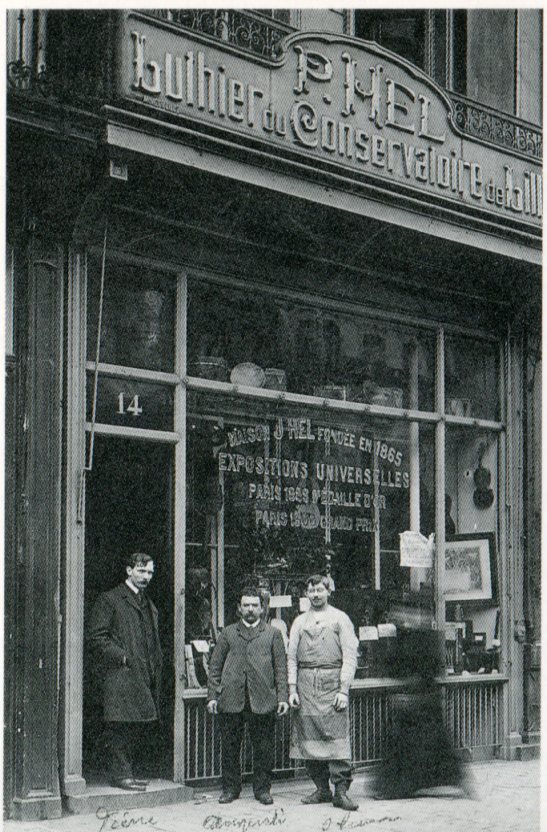 P. HEL
Luthier du Conservatoire de Lill
14
MAISON J. HEL FONDÉE EN 1865
EXPOSITIONS UNIVERSELLES
PARIS 1889 MÉDAILLE D'OR
PARIS 1900 GRAND PRIX